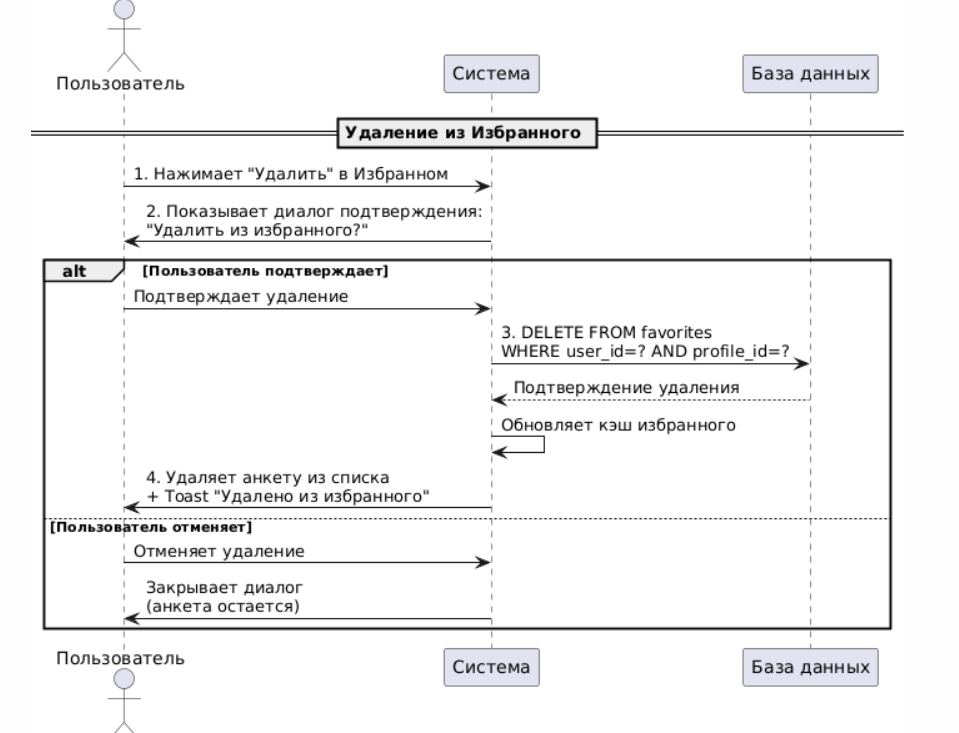 Пользователь
Система
База данных
Удаление из Избранного
1. Нажимает "Удалить" в Избранном
2. Показывает диалог подтверждения:
"Удалить из избранного?"
alt
[Пользователь подтверждает]
Подтверждает удаление
3. DELETE FROM favorites
WHERE user_id=? AND profile_id=?
Подтверждение удаления
Обновляет кэш избранного
4. Удаляет анкету из списка
+ Toast "Удалено из избранного"
[Пользователь отменяет]
Отменяет удаление
Закрывает диалог
(анкета остается)
Пользователь
Система
База данных